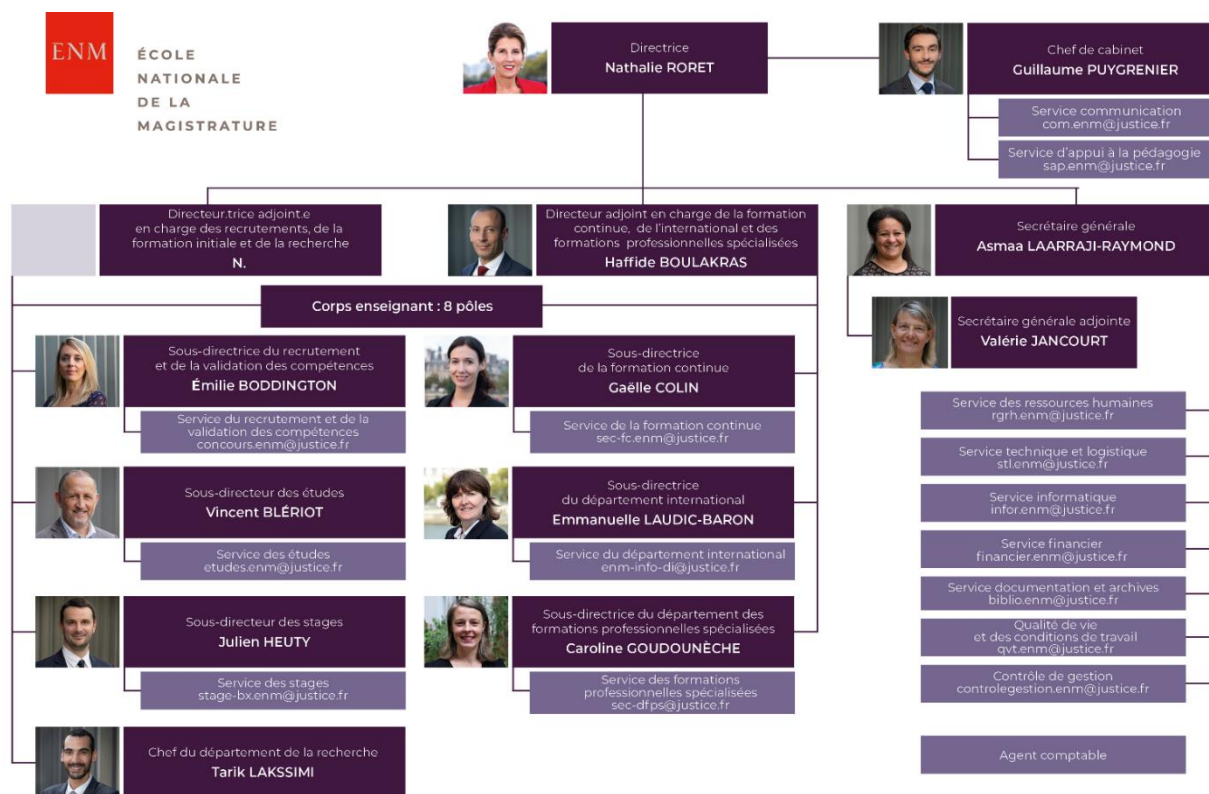 ENM
ÉCOLE
NATIONALE
DE LA
MAGISTRATURE
Directrice
Nathalie RORET
Chef de cabinet
Guillaume PUYGRENIER
Service communication
com.enm@justice.fr
Service d'appui à la pédagogie
sap.enm@justice.fr
Directeur.trice adjoint.e
en charge des recrutements, de la
formation initiale et de la recherche
N.
Directeur adjoint en charge de la formation
continue, de l'international et des
formations professionnelles spécialisées
Haffide BOULAKRAS
Secrétaire générale
Asmaa LAARRAJI-RAYMOND
Secrétaire générale adjointe
Valérie JANCOURT
Corps enseignant : 8 pôles
Sous-directrice du recrutement
et de la validation des compétences
Émilie BODDINGTON
Service du recrutement et de la
validation des compétences
concours.enm@justice.fr
Sous-directeur des études
Vincent BLÉRIOT
Service des études
etudes.enm@justice.fr
Sous-directeur des stages
Julien HEUTY
Service des stages
stage-bx.enm@justice.fr
Chef du département de la recherche
Tarik LAKSSIMI
Sous-directrice
de la formation continue
Gaëlle COLIN
Service de la formation continue
sec-fc.enm@justice.fr
Sous-directrice
du département international
Emmanuelle LAUDIC-BARON
Service du département international
enm-info-di@justice.fr
Sous-directrice du département des
formations professionnelles spécialisées
Caroline GOUDOUNÈCHE
Service des formations
professionnelles spécialisées
sec-dfps@justice.fr
Service des ressources humaines
rgrh.enm@justice.fr
Service technique et logistique
stl.enm@justice.fr
Service informatique
infor.enm@justice.fr
Service financier
financier.enm@justice.fr
Service documentation et archives
biblio.enm@justice.fr
Qualité de vie
et des conditions de travail
qvt.enm@justice.fr
Contrôle de gestion
controlegestion.enm@justice.fr
Agent comptable